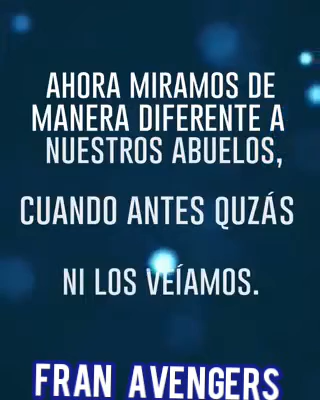 AHORA MIRAMOS DE
MANERA DIFERENTE A
NUESTROS ABUELOS,
CUANDO ANTES QUZÁS
NI LOS VEÍAMOS.
FRAN AVENGERS